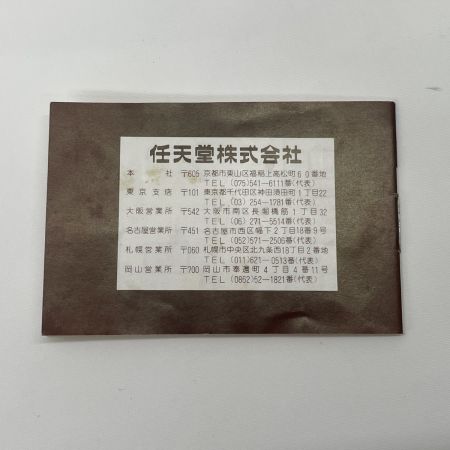 任天堂株式会社
本社 〒605 京都市東山区福稲上高松町60番地
TEL (075)541-6111番(代表)
東京支店 〒101 東京都千代田区神田須田町1丁目22
TEL (03) 254-1781番(代表)
大阪営業所 〒542 大阪市南区長堀橋筋1丁目32
TEL (06) 271-5514番(代表)
名古屋営業所 〒451 名古屋市西区幅下2丁目18番9号
TEL (052)571-2506番(代表)
札幌営業所 〒060 札幌市中央区北九条西18丁目2番地
TEL (011)621-0513番(代表)
岡山営業所 〒700 岡山市奉還町4丁目4番11号
TEL (0862)52-1821番(代表)